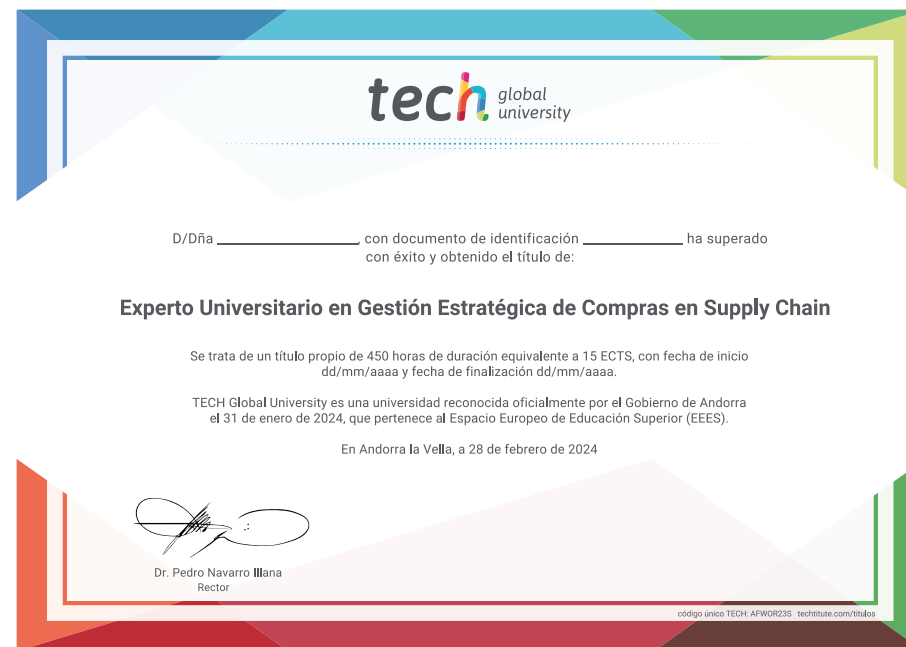 tech global university
D/Dña ____________________, con documento de identificación ______________ ha superado
con éxito y obtenido el título de:
Experto Universitario en Gestión Estratégica de Compras en Supply Chain
Se trata de un título propio de 450 horas de duración equivalente a 15 ECTS, con fecha de inicio
dd/mm/aaaa y fecha de finalización dd/mm/aaaa.
TECH Global University es una universidad reconocida oficialmente por el Gobierno de Andorra
el 31 de enero de 2024, que pertenece al Espacio Europeo de Educación Superior (EEES).
En Andorra la Vella, a 28 de febrero de 2024
Dr. Pedro Navarro Illana
Rector
código único TECH: AFWOR23S techtitute.com/titulos